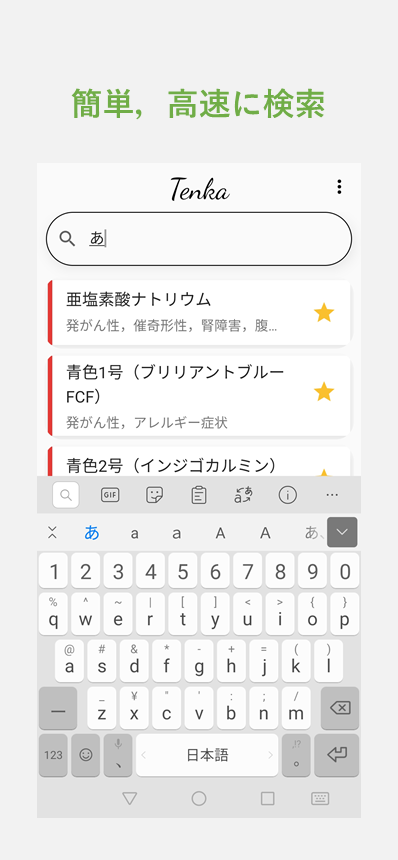 簡単，高速に検索
Tenka
あ
亜塩素酸ナトリウム
発がん性，催奇形性，腎障害，腹...
青色1号（ブリリアントブルー
FCF）
発がん性，アレルギー症状
青色2号（インジゴカルミン）
GIF
あ a a A A あ、
1 2 3 4 5 6 7 8 9 0
% ^ ~ | [ ] < > { }
q w e r t y u i o p
@ # & * - + = ( )
a s d f g h j k l
_ ¥ " ' : ; /
z x c v b n m
123 、 日本語 ,!? 。